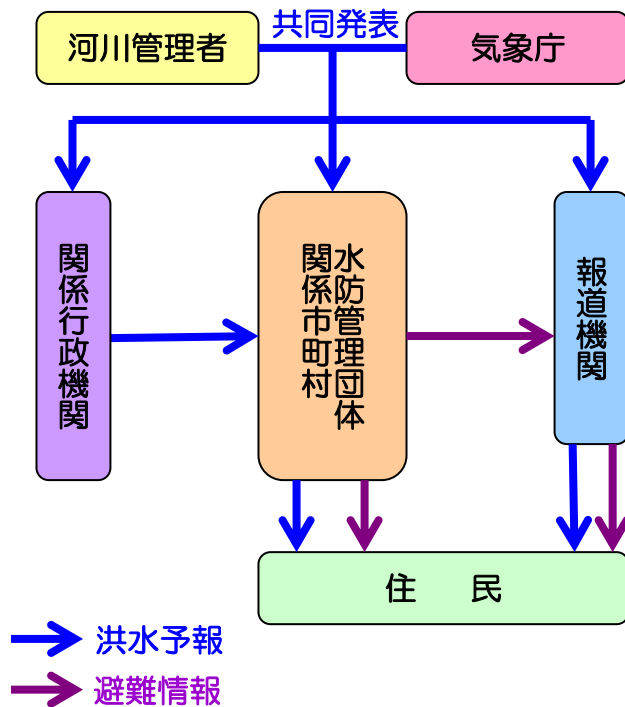 共同発表
河川管理者
気象庁
関係行政機関
水防管理団体
関係市町村
報道機関
住　民
洪水予報
避難情報